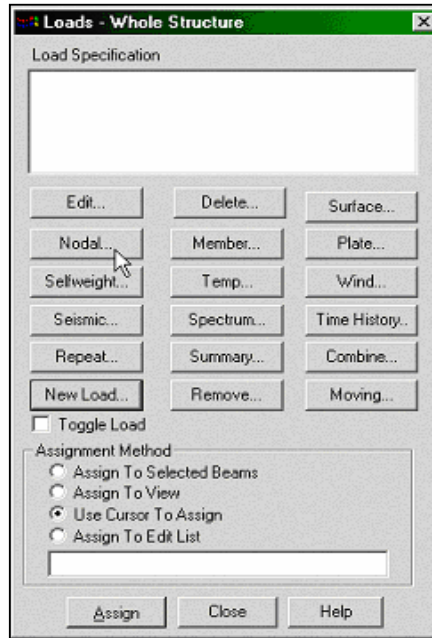 Loads - Whole Structure
Load Specification
Edit... Delete... Surface...
Nodal... Member... Plate...
Selfweight... Temp... Wind...
Seismic... Spectrum... Time History..
Repeat... Summary... Combine...
New Load... Remove... Moving...
Toggle Load
Assignment Method
Assign To Selected Beams
Assign To View
Use Cursor To Assign
Assign To Edit List
Assign Close Help